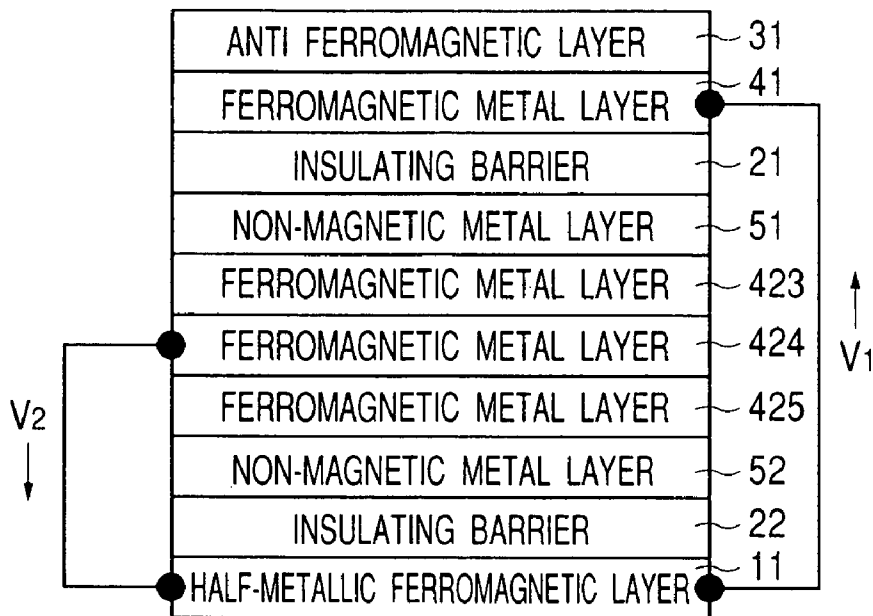 ANTI FERROMAGNETIC LAYER 31
FERROMAGNETIC METAL LAYER 41
INSULATING BARRIER 21
NON-MAGNETIC METAL LAYER 51
FERROMAGNETIC METAL LAYER 423
FERROMAGNETIC METAL LAYER 424
FERROMAGNETIC METAL LAYER 425
NON-MAGNETIC METAL LAYER 52
INSULATING BARRIER 22
HALF-METALLIC FERROMAGNETIC LAYER 11
V2
V1